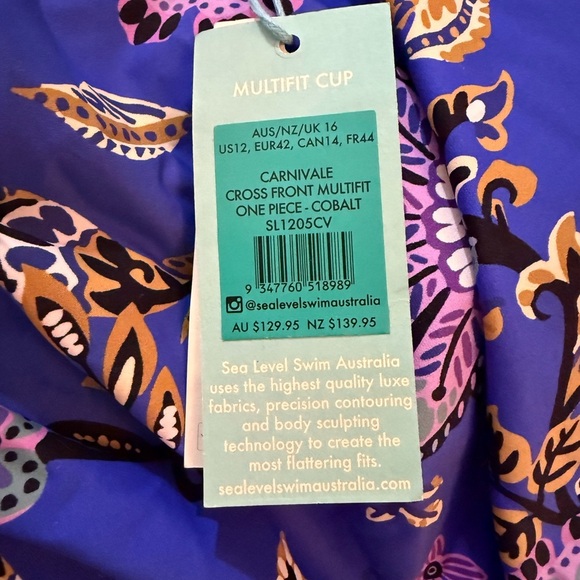 MULTIFIT CUP
AUS/NZ/UK 16
US12, EUR42, CAN14, FR44
CARNIVALE
CROSS FRONT MULTIFIT
ONE PIECE - COBALT
SL1205CV
9 347760 518989
@sealevelswimaustralia
AU $129.95 NZ $139.95
Sea Level Swim Australia
uses the highest quality luxe
fabrics, precision contouring
and body sculpting
technology to create the
most flattering fits.
sealevelswimaustralia.com